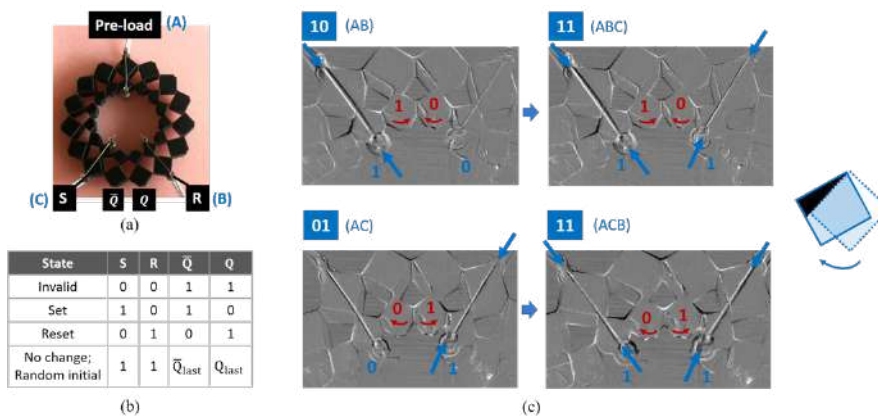 Pre-load (A)
(C) S Q̅ Q R (B)
(a)
State S R Q̅ Q
Invalid 0 0 1 1
Set 1 0 1 0
Reset 0 1 0 1
No change;
Random initial 1 1 Q̅last Qlast
(b)
10 (AB)
1 0
1 0
11 (ABC)
1 0
1 1
01 (AC)
0 1
0 1
11 (ACB)
0 1
1 1
(c)